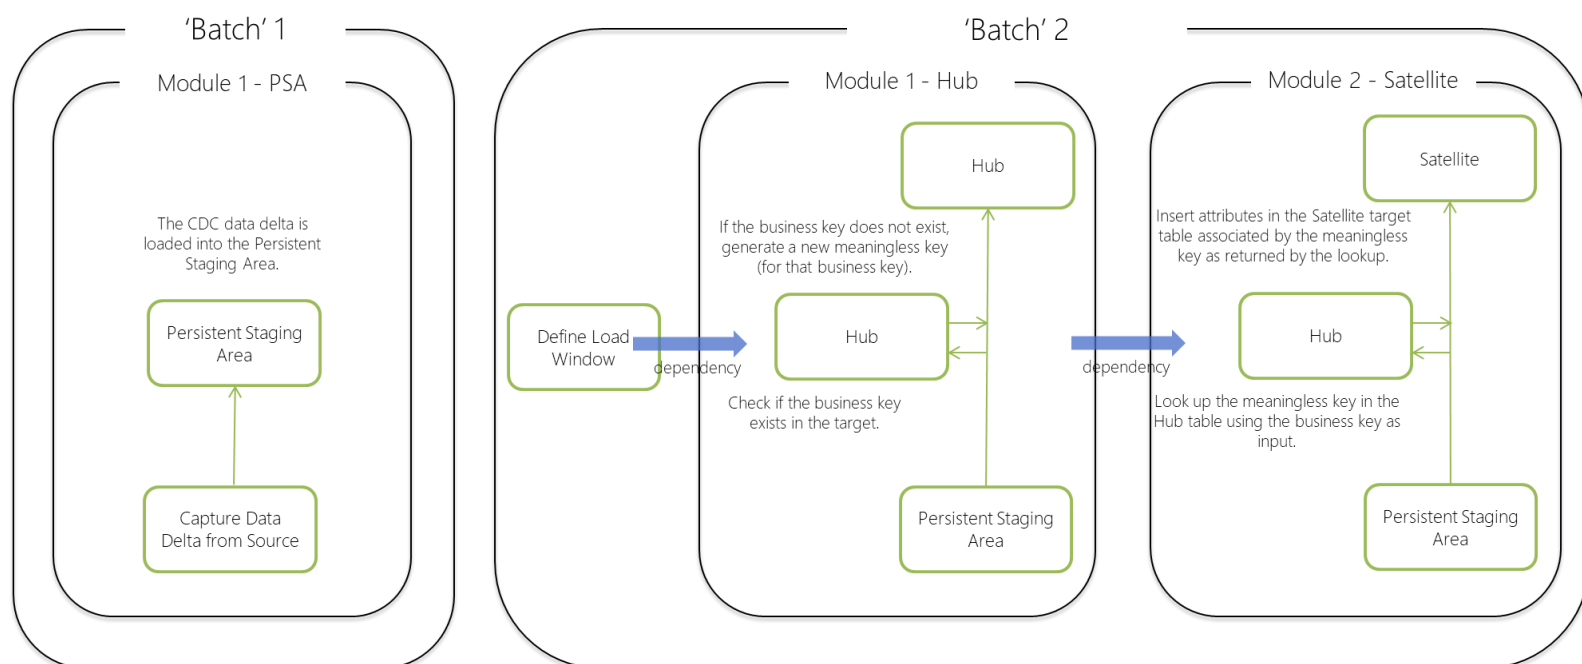 ‘Batch’ 1
Module 1 - PSA
The CDC data delta is
loaded into the Persistent
Staging Area.
Persistent Staging
Area
Capture Data
Delta from Source
‘Batch’ 2
Define Load
Window
dependency
Module 1 - Hub
Hub
If the business key does not exist,
generate a new meaningless key
(for that business key).
Hub
Check if the business key
exists in the target.
Persistent Staging
Area
dependency
Module 2 - Satellite
Satellite
Insert attributes in the Satellite target
table associated by the meaningless
key as returned by the lookup.
Hub
Look up the meaningless key in the
Hub table using the business key as
input.
Persistent Staging
Area